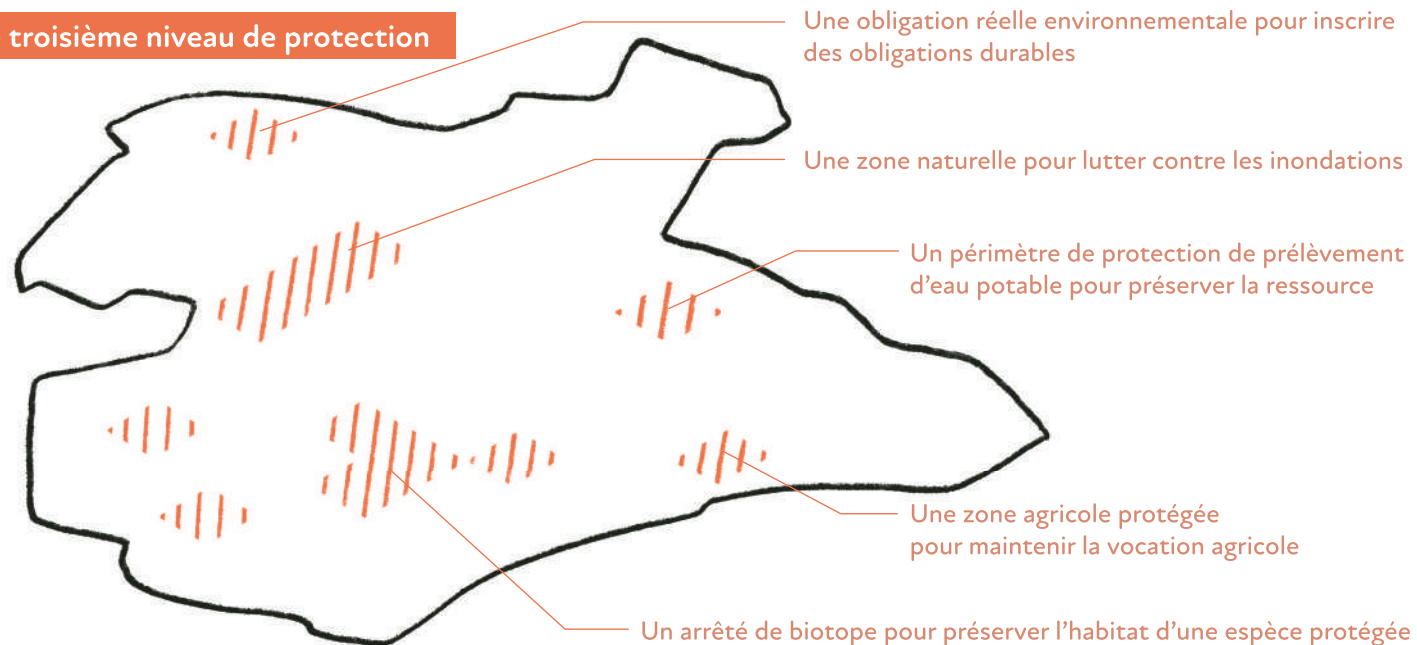 troisième niveau de protection
Une obligation réelle environnementale pour inscrire
des obligations durables
Une zone naturelle pour lutter contre les inondations
Un périmètre de protection de prélèvement
d’eau potable pour préserver la ressource
Une zone agricole protégée
pour maintenir la vocation agricole
Un arrêté de biotope pour préserver l’habitat d’une espèce protégée